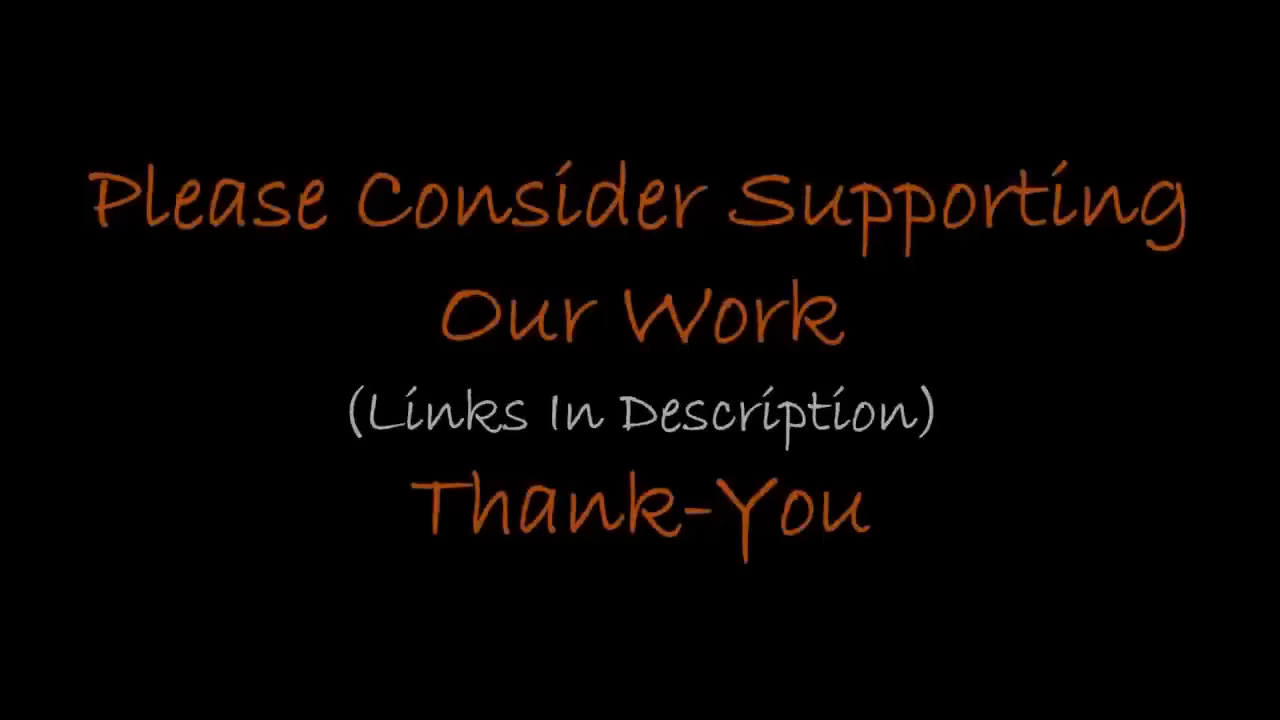 Please Consider Supporting
Our Work
(Links In Description)
Thank-You